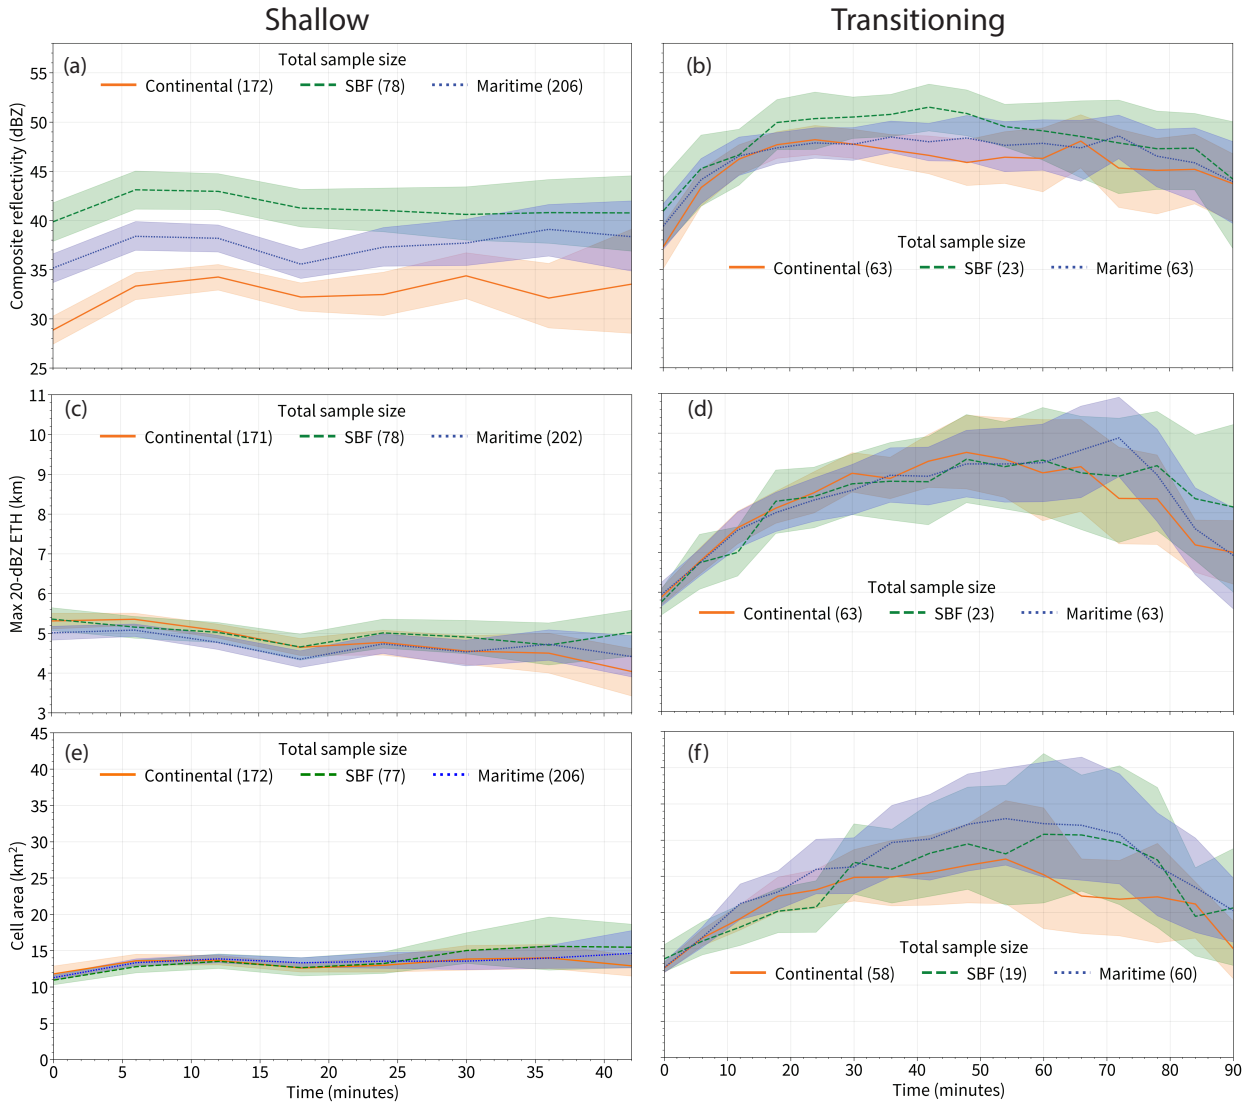 Shallow
Transitioning
(a)
Total sample size
Continental (172) SBF (78) Maritime (206)
Composite reflectivity (dBZ)
55
50
45
40
35
30
25
(b)
Total sample size
Continental (63) SBF (23) Maritime (63)
(c)
Total sample size
Continental (171) SBF (78) Maritime (202)
Max 20-dBZ ETH (km)
11
10
9
8
7
6
5
4
3
(d)
Total sample size
Continental (63) SBF (23) Maritime (63)
(e)
Total sample size
Continental (172) SBF (77) Maritime (206)
Cell area (km²)
45
40
35
30
25
20
15
10
5
0
0 5 10 15 20 25 30 35 40
Time (minutes)
(f)
Total sample size
Continental (58) SBF (19) Maritime (60)
0 10 20 30 40 50 60 70 80 90
Time (minutes)